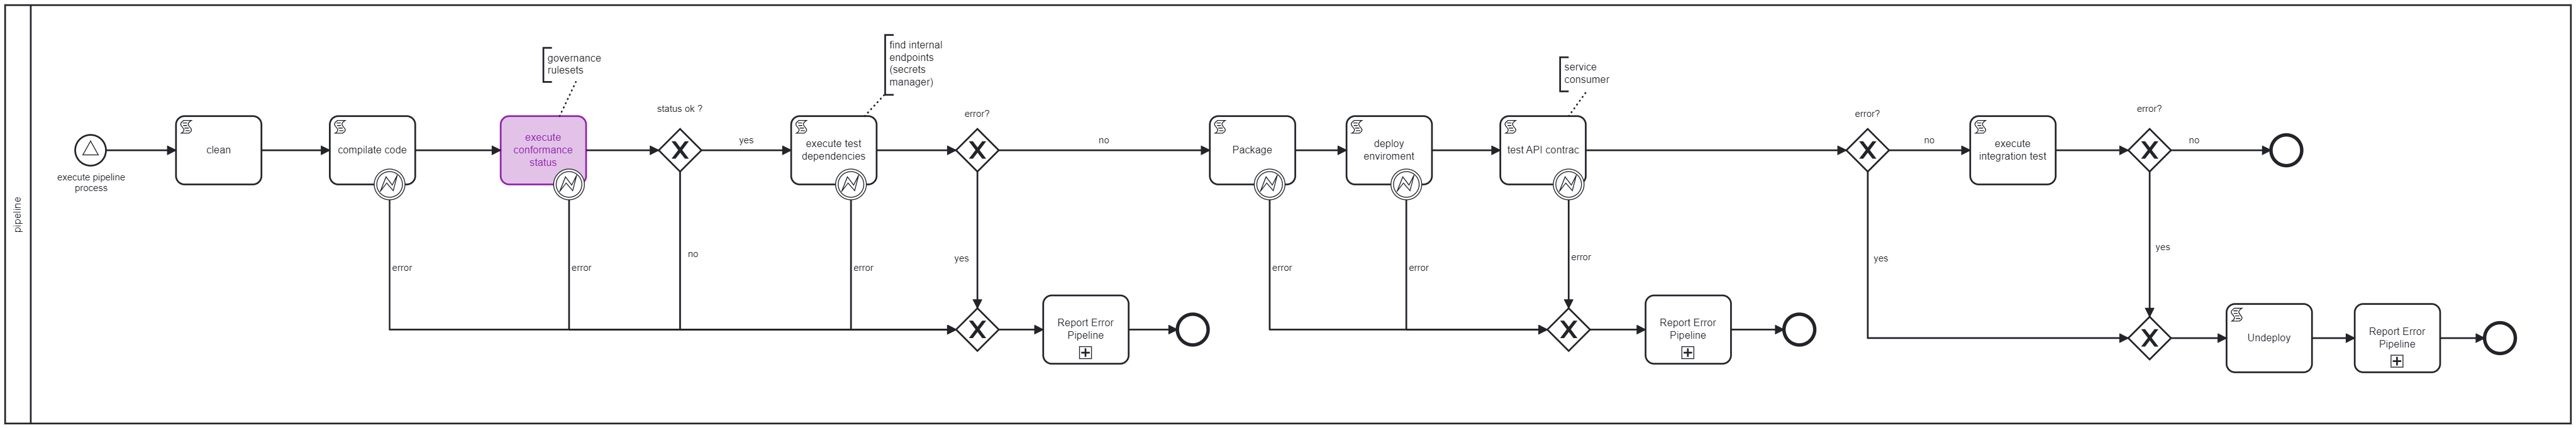 pipeline
execute pipeline
process
clean
compilate code
error
governance
rulesets
execute
conformance
status
error
status ok ?
yes
no
find internal
endpoints
(secrets
manager)
execute test
dependencies
error
error?
no
yes
Report Error
Pipeline
Package
error
deploy
enviroment
error
service
consumer
test API contrac
error
Report Error
Pipeline
error?
no
yes
execute
integration test
error?
no
yes
Undeploy
Report Error
Pipeline